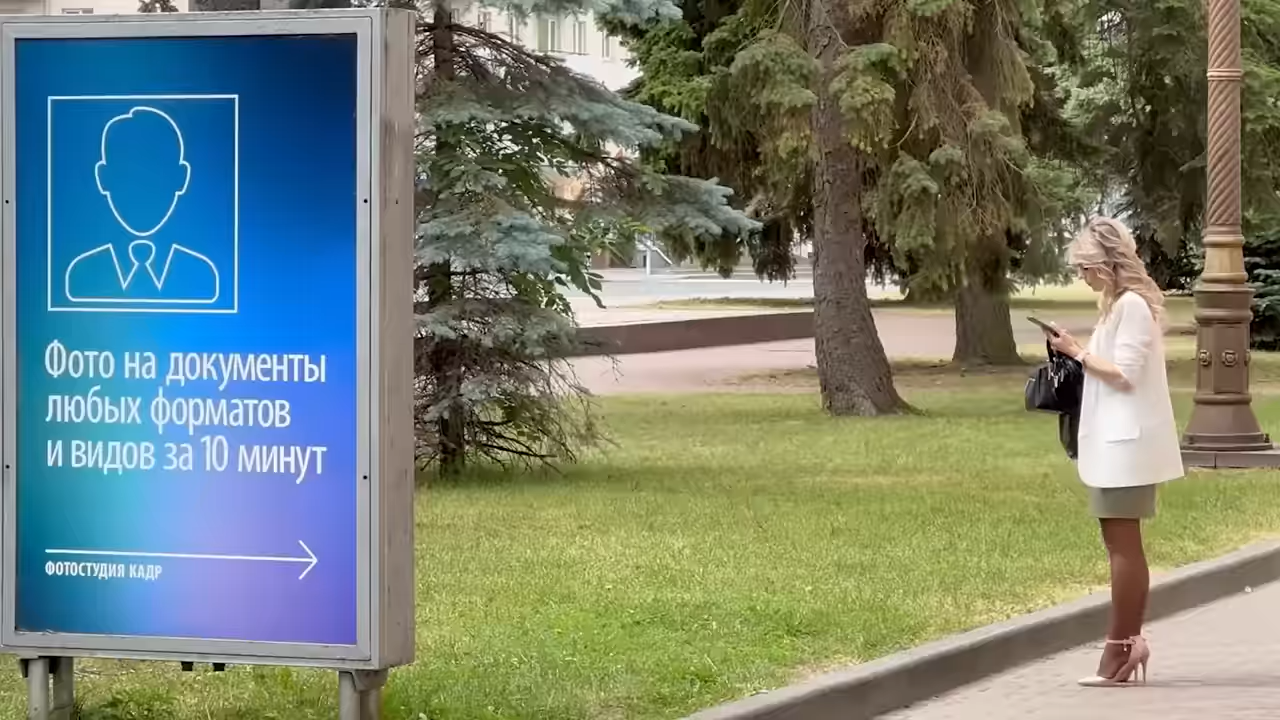 Фото на документы
любых форматов
и видов за 10 минут
ФОТОСТУДИЯ КАДР